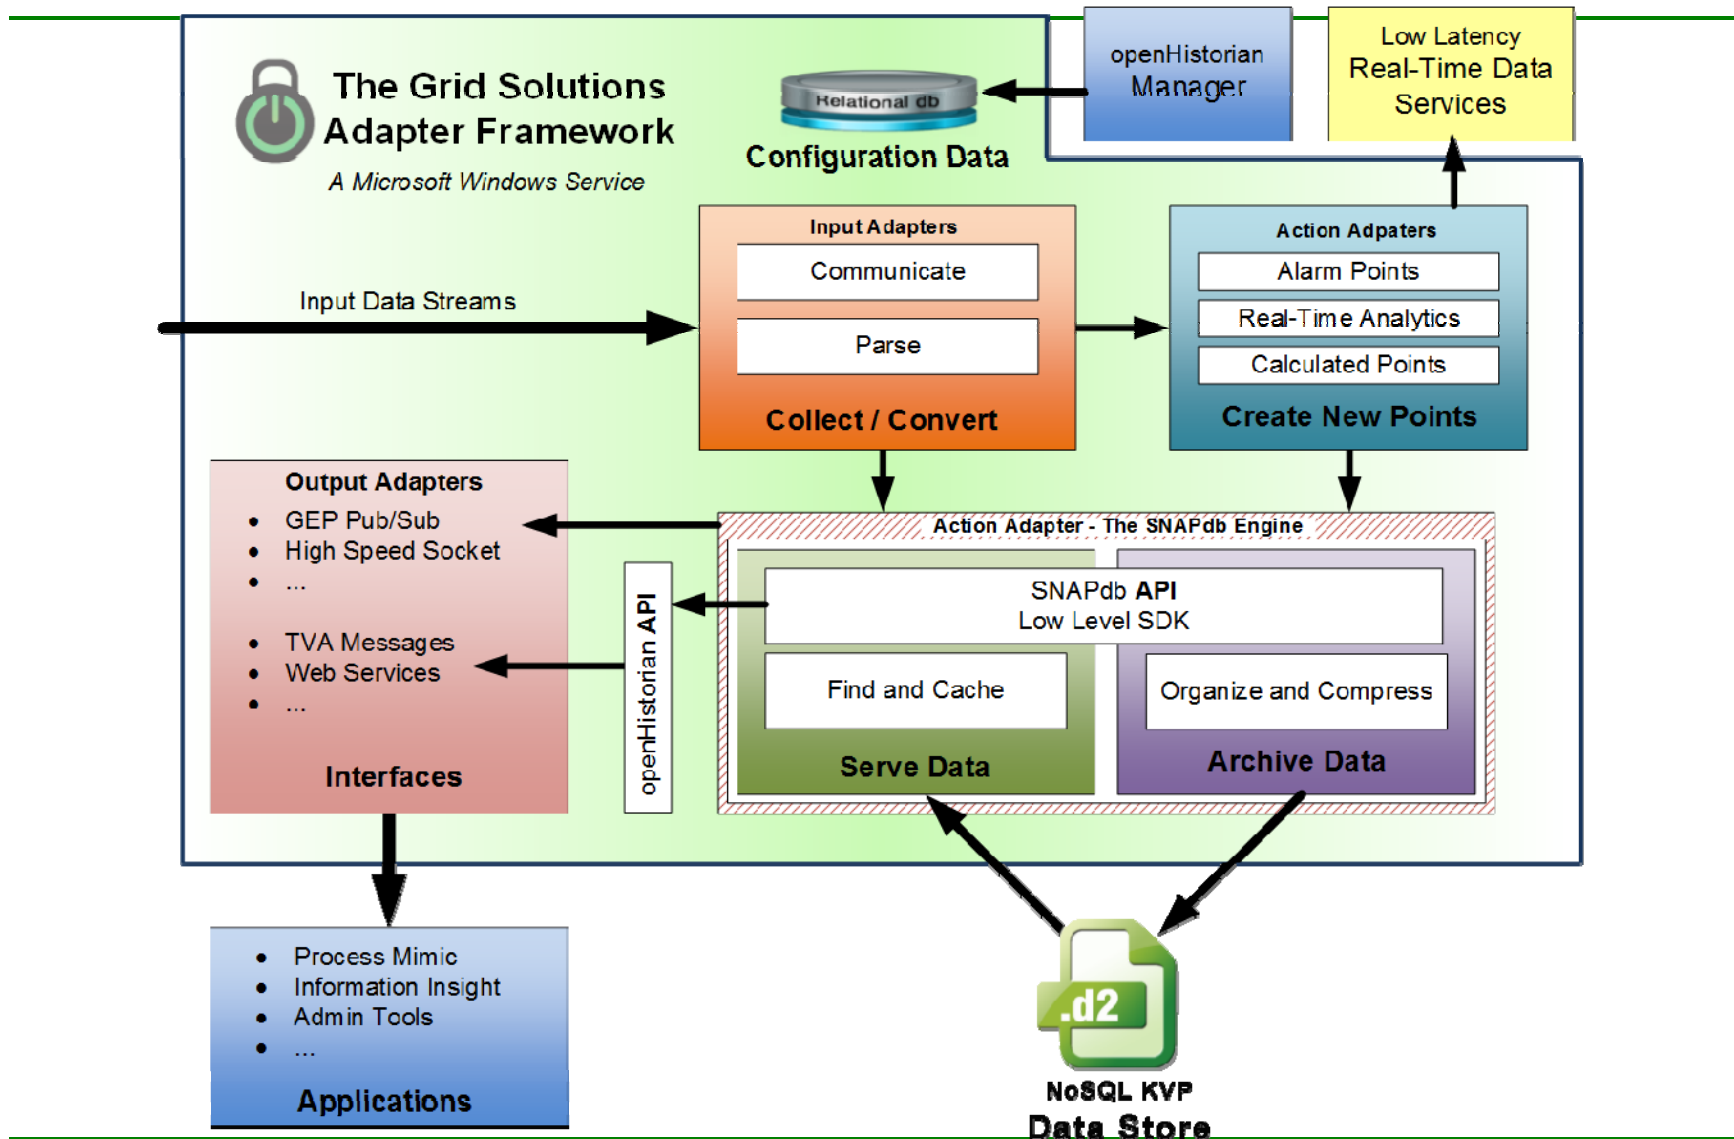 The Grid Solutions
Adapter Framework
A Microsoft Windows Service
Relational db
Configuration Data
openHistorian
Manager
Low Latency
Real-Time Data
Services
Input Data Streams
Input Adapters
Communicate
Parse
Collect / Convert
Action Adpaters
Alarm Points
Real-Time Analytics
Calculated Points
Create New Points
Output Adapters
• GEP Pub/Sub
• High Speed Socket
• ...
• TVA Messages
• Web Services
• ...
Interfaces
openHistorian API
Action Adapter - The SNAPdb Engine
SNAPdb API
Low Level SDK
Find and Cache
Serve Data
Organize and Compress
Archive Data
• Process Mimic
• Information Insight
• Admin Tools
• ...
Applications
.d2
NoSQL KVP
Data Store